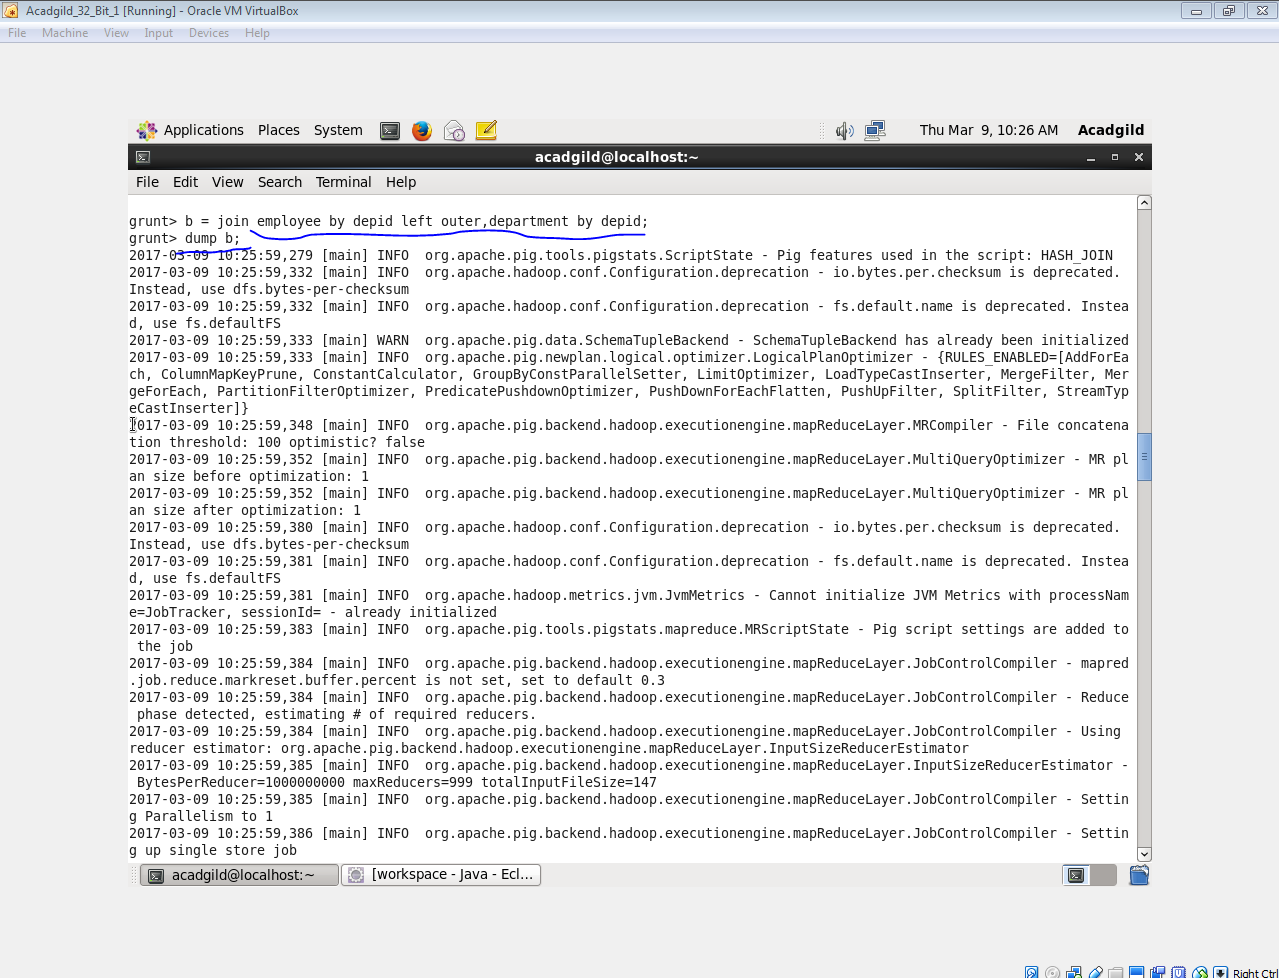 Acadgild_32_Bit_1 [Running] - Oracle VM VirtualBox
File Machine View Input Devices Help
Applications Places System Thu Mar 9, 10:26 AM Acadgild
acadgild@localhost:~
File Edit View Search Terminal Help
grunt> b = join employee by depid left outer,department by depid;
grunt> dump b;
2017-03-09 10:25:59,279 [main] INFO  org.apache.pig.tools.pigstats.ScriptState - Pig features used in the script: HASH_JOIN
2017-03-09 10:25:59,332 [main] INFO  org.apache.hadoop.conf.Configuration.deprecation - io.bytes.per.checksum is deprecated.
Instead, use dfs.bytes-per-checksum
2017-03-09 10:25:59,332 [main] INFO  org.apache.hadoop.conf.Configuration.deprecation - fs.default.name is deprecated. Instea
d, use fs.defaultFS
2017-03-09 10:25:59,333 [main] WARN  org.apache.pig.data.SchemaTupleBackend - SchemaTupleBackend has already been initialized
2017-03-09 10:25:59,333 [main] INFO  org.apache.pig.newplan.logical.optimizer.LogicalPlanOptimizer - {RULES_ENABLED=[AddForEa
ch, ColumnMapKeyPrune, ConstantCalculator, GroupByConstParallelSetter, LimitOptimizer, LoadTypeCastInserter, MergeFilter, Mer
geForEach, PartitionFilterOptimizer, PredicatePushdownOptimizer, PushDownForEachFlatten, PushUpFilter, SplitFilter, StreamTyp
eCastInserter]}
2017-03-09 10:25:59,348 [main] INFO  org.apache.pig.backend.hadoop.executionengine.mapReduceLayer.MRCompiler - File concatena
tion threshold: 100 optimistic? false
2017-03-09 10:25:59,352 [main] INFO  org.apache.pig.backend.hadoop.executionengine.mapReduceLayer.MultiQueryOptimizer - MR pl
an size before optimization: 1
2017-03-09 10:25:59,352 [main] INFO  org.apache.pig.backend.hadoop.executionengine.mapReduceLayer.MultiQueryOptimizer - MR pl
an size after optimization: 1
2017-03-09 10:25:59,380 [main] INFO  org.apache.hadoop.conf.Configuration.deprecation - io.bytes.per.checksum is deprecated.
Instead, use dfs.bytes-per-checksum
2017-03-09 10:25:59,381 [main] INFO  org.apache.hadoop.conf.Configuration.deprecation - fs.default.name is deprecated. Instea
d, use fs.defaultFS
2017-03-09 10:25:59,381 [main] INFO  org.apache.hadoop.metrics.jvm.JvmMetrics - Cannot initialize JVM Metrics with processNam
e=JobTracker, sessionId= - already initialized
2017-03-09 10:25:59,383 [main] INFO  org.apache.pig.tools.pigstats.mapreduce.MRScriptState - Pig script settings are added to
the job
2017-03-09 10:25:59,384 [main] INFO  org.apache.pig.backend.hadoop.executionengine.mapReduceLayer.JobControlCompiler - mapred
.job.reduce.markreset.buffer.percent is not set, set to default 0.3
2017-03-09 10:25:59,384 [main] INFO  org.apache.pig.backend.hadoop.executionengine.mapReduceLayer.JobControlCompiler - Reduce
phase detected, estimating # of required reducers.
2017-03-09 10:25:59,384 [main] INFO  org.apache.pig.backend.hadoop.executionengine.mapReduceLayer.JobControlCompiler - Using
reducer estimator: org.apache.pig.backend.hadoop.executionengine.mapReduceLayer.InputSizeReducerEstimator
2017-03-09 10:25:59,385 [main] INFO  org.apache.pig.backend.hadoop.executionengine.mapReduceLayer.InputSizeReducerEstimator -
BytesPerReducer=1000000000 maxReducers=999 totalInputFileSize=147
2017-03-09 10:25:59,385 [main] INFO  org.apache.pig.backend.hadoop.executionengine.mapReduceLayer.JobControlCompiler - Settin
g Parallelism to 1
2017-03-09 10:25:59,386 [main] INFO  org.apache.pig.backend.hadoop.executionengine.mapReduceLayer.JobControlCompiler - Settin
g up single store job
acadgild@localhost:~ [workspace - Java - Ecl...
Right Ctrl